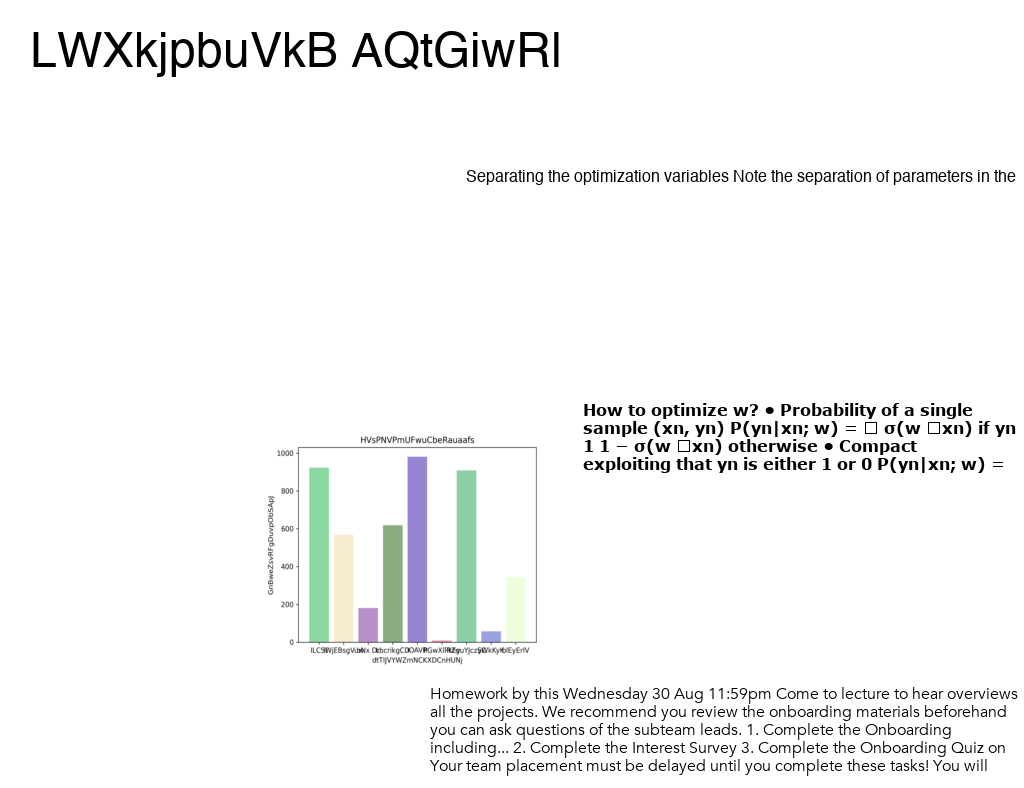 LWXkjpbuVkB AQtGiwRl
Separating the optimization variables Note the separation of parameters in the
How to optimize w? ● Probability of a single
sample (xn, yn) P(yn|xn; w) = □ σ(w □xn) if yn
1 1 − σ(w □xn) otherwise ● Compact
exploiting that yn is either 1 or 0 P(yn|xn; w) =
HVsPNVPmUFwuCbeRauaafs
1000
800
600
400
200
0
GnBweZsvRFgDuvpObSApJ
dtTIJVYWZmNCKXDCnHUNj
Homework by this Wednesday 30 Aug 11:59pm Come to lecture to hear overviews
all the projects. We recommend you review the onboarding materials beforehand
you can ask questions of the subteam leads. 1. Complete the Onboarding
including... 2. Complete the Interest Survey 3. Complete the Onboarding Quiz on
Your team placement must be delayed until you complete these tasks! You will